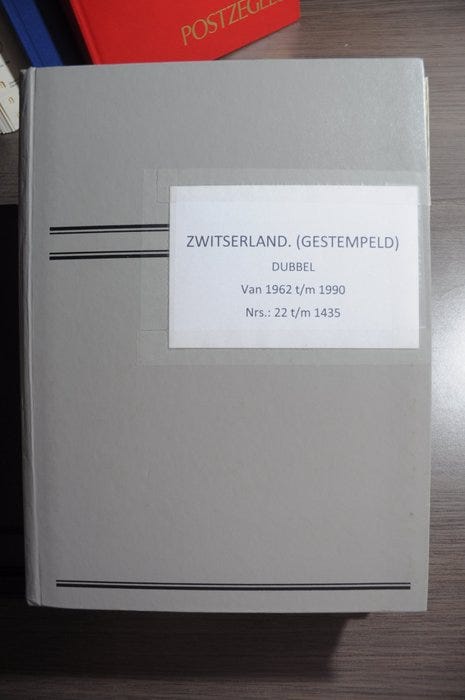 POSTZEGEL
ZWITSERLAND. (GESTEMPELD)
DUBBEL
Van 1962 t/m 1990
Nrs.: 22 t/m 1435